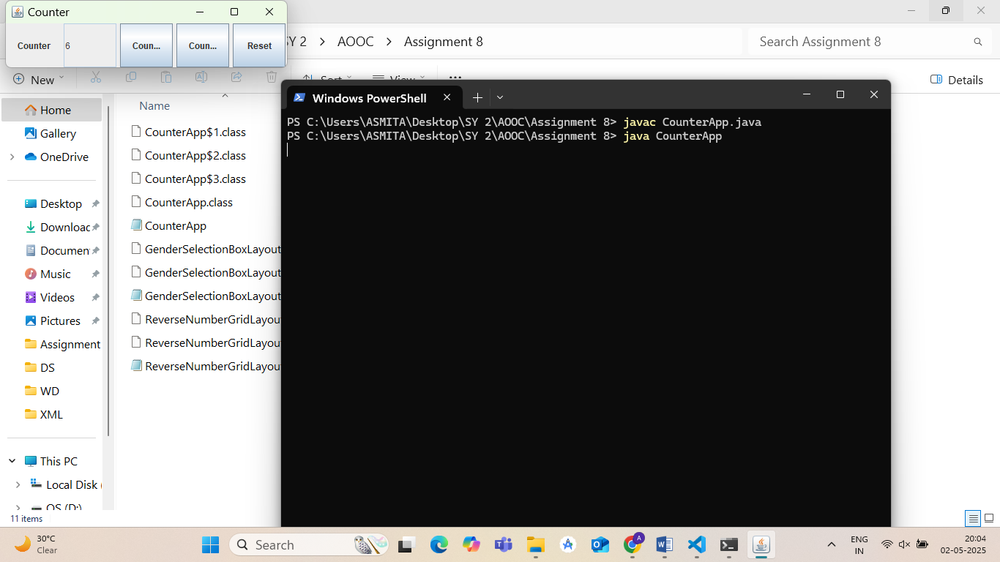 Counter
Counter
6
Coun...
Coun...
Reset
SY 2 > AOOC > Assignment 8
Search Assignment 8
New
Sort
View
Details
Windows PowerShell
PS C:\Users\ASMITA\Desktop\SY 2\AOOC\Assignment 8> javac CounterApp.java
PS C:\Users\ASMITA\Desktop\SY 2\AOOC\Assignment 8> java CounterApp
Home
Gallery
OneDrive
Desktop
Downloac
Document
Music
Videos
Pictures
Assignment
DS
WD
XML
This PC
Local Disk (
OS (D:)
Name
CounterApp$1.class
CounterApp$2.class
CounterApp$3.class
CounterApp.class
CounterApp
GenderSelectionBoxLayout
GenderSelectionBoxLayout
GenderSelectionBoxLayout
ReverseNumberGridLayou
ReverseNumberGridLayou
ReverseNumberGridLayou
11 items
30°C
Clear
Search
ENG
IN
20:04
02-05-2025